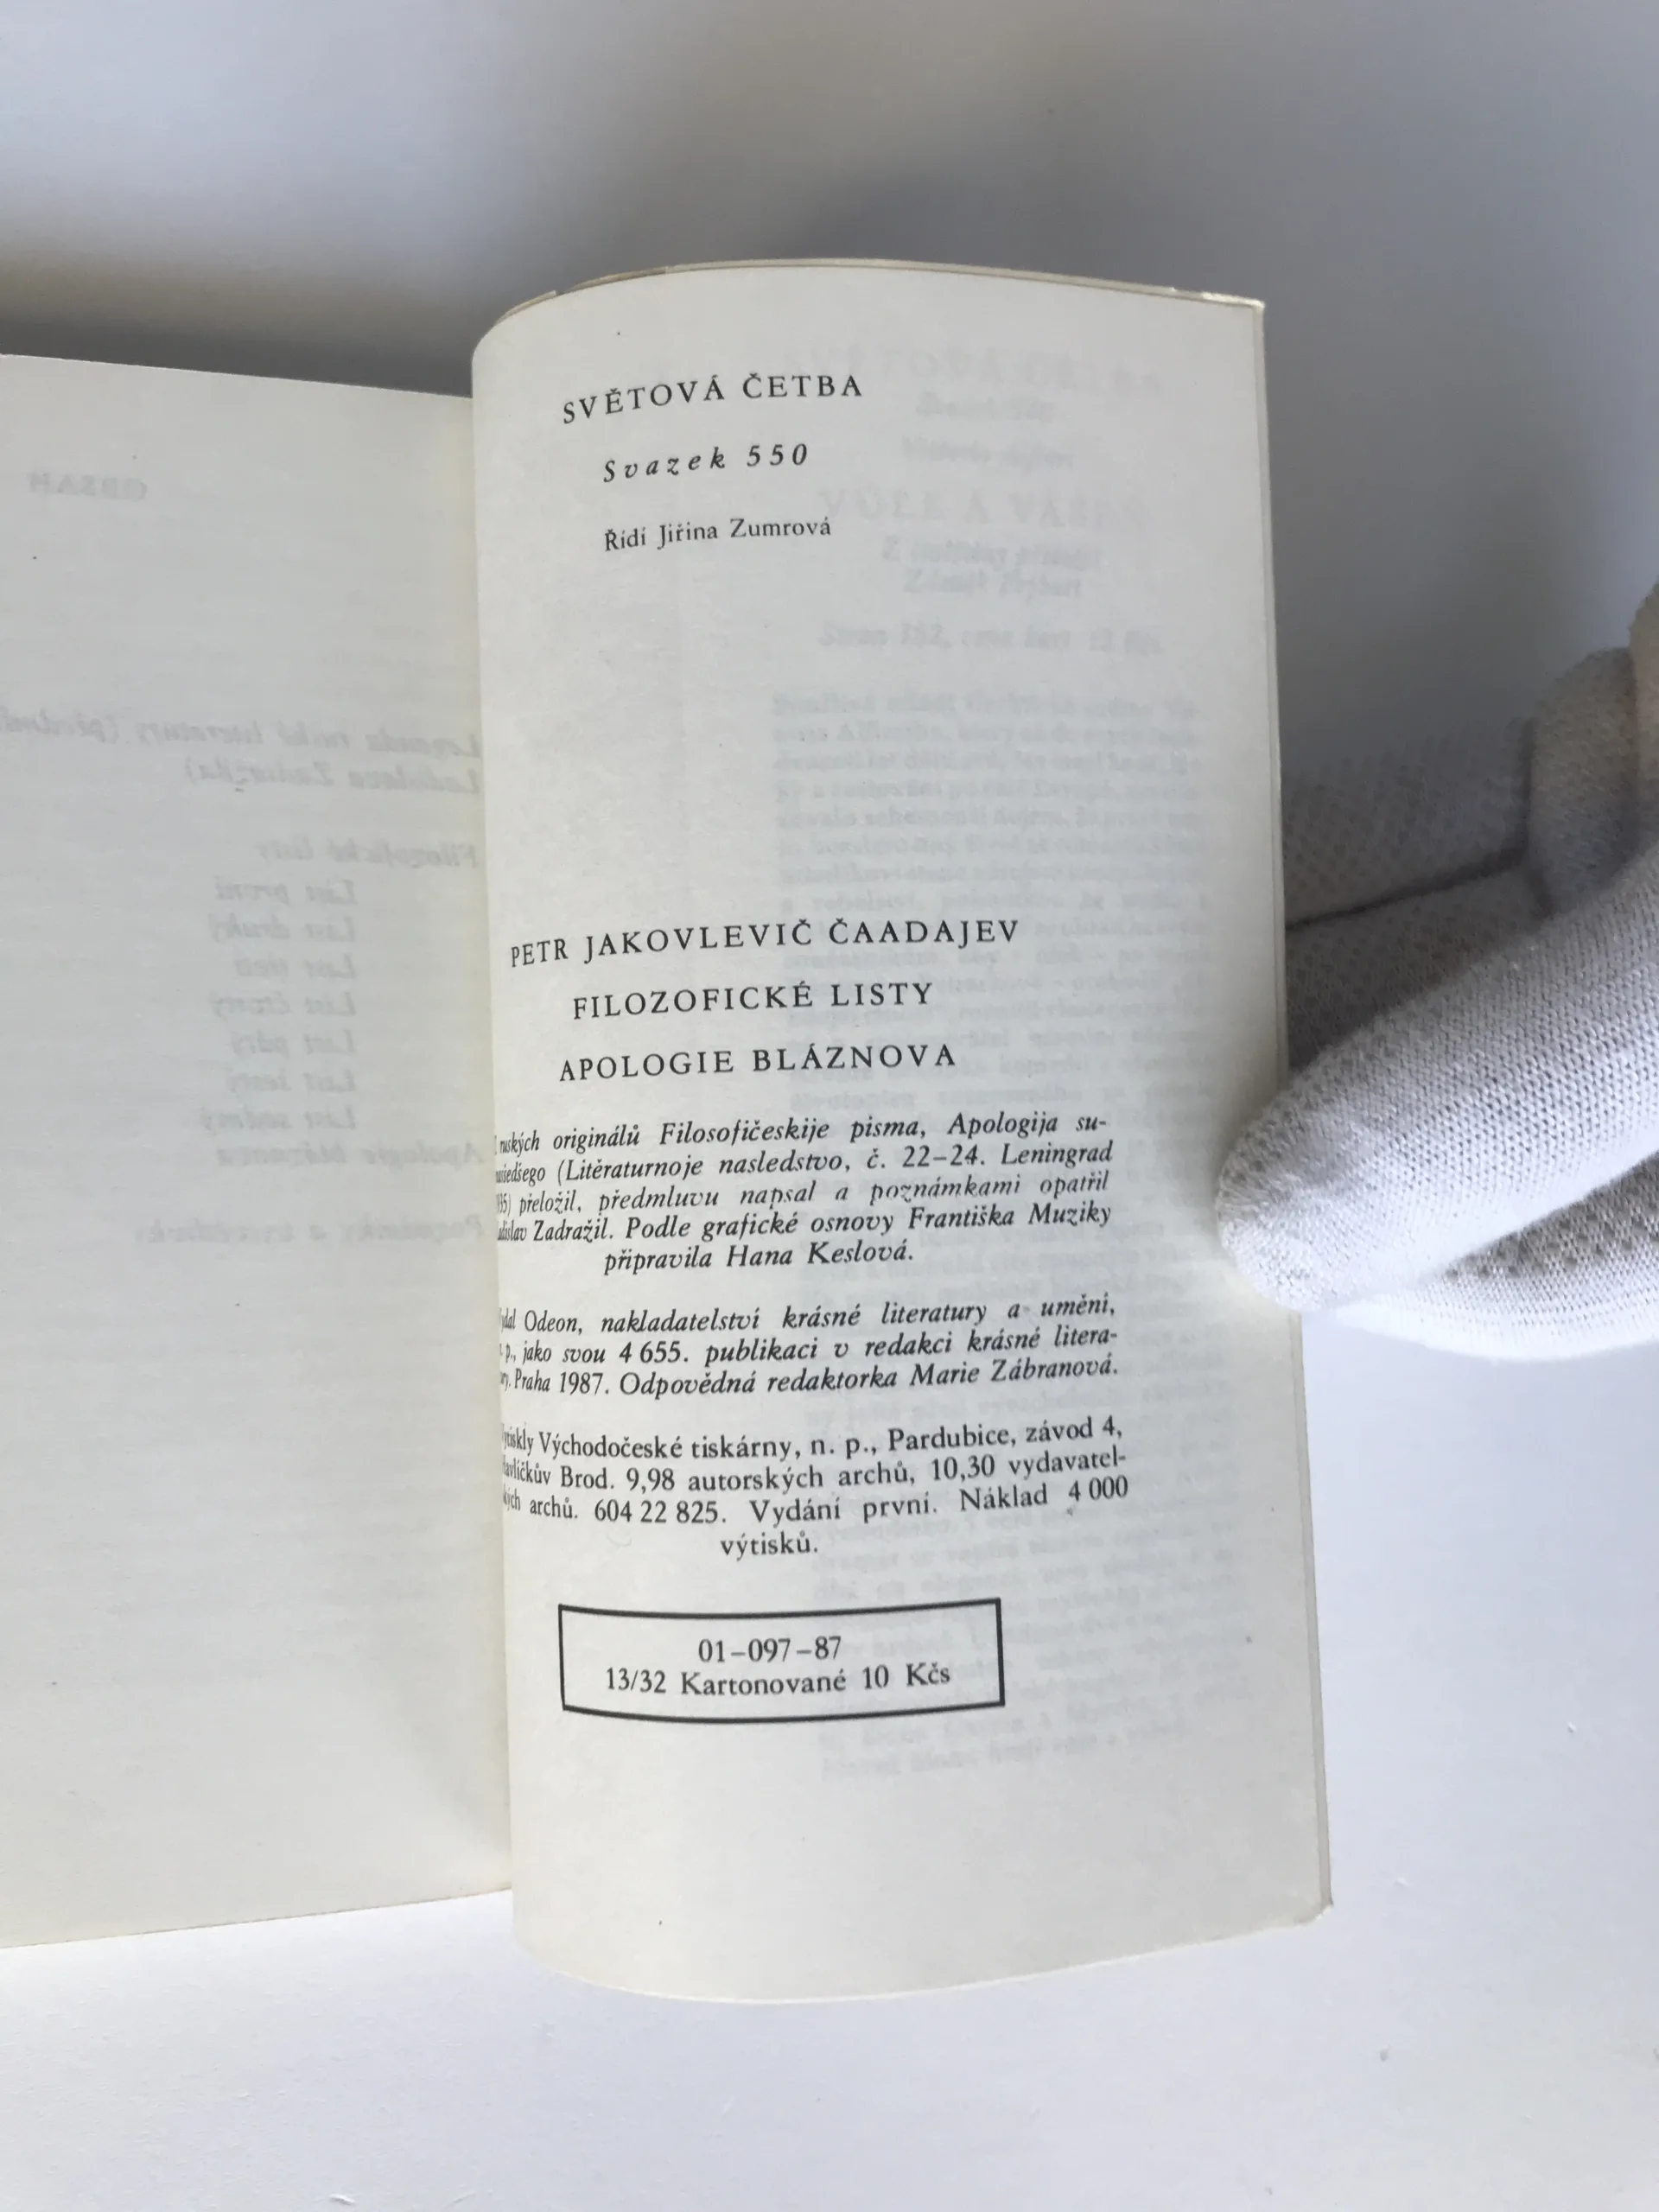 SVĚTOVÁ ČETBA
Svazek 550
Řídí Jiřina Zumrová
PETR JAKOVLEVIČ ČAADAJEV
FILOZOFICKÉ LISTY
APOLOGIE BLÁZNOVA
ruských originálů Filosofičeskije pisma, Apologija su-
(Litěraturnoje nasledstvo, č. 22–24. Leningrad
přeložil, předmluvu napsal a poznámkami opatřil
Zadražil. Podle grafické osnovy Františka Muziky
připravila Hana Keslová.
Odeon, nakladatelství krásné literatury a umění,
p., jako svou 4 655. publikaci v redakci krásné litera-
Praha 1987. Odpovědná redaktorka Marie Zábranová.
Východočeské tiskárny, n. p., Pardubice, závod 4,
Brod. 9,98 autorských archů, 10,30 vydavatel-
archů. 604 22 825. Vydání první. Náklad 4 000
výtisků.
01–097–87
13/32 Kartonované 10 Kčs